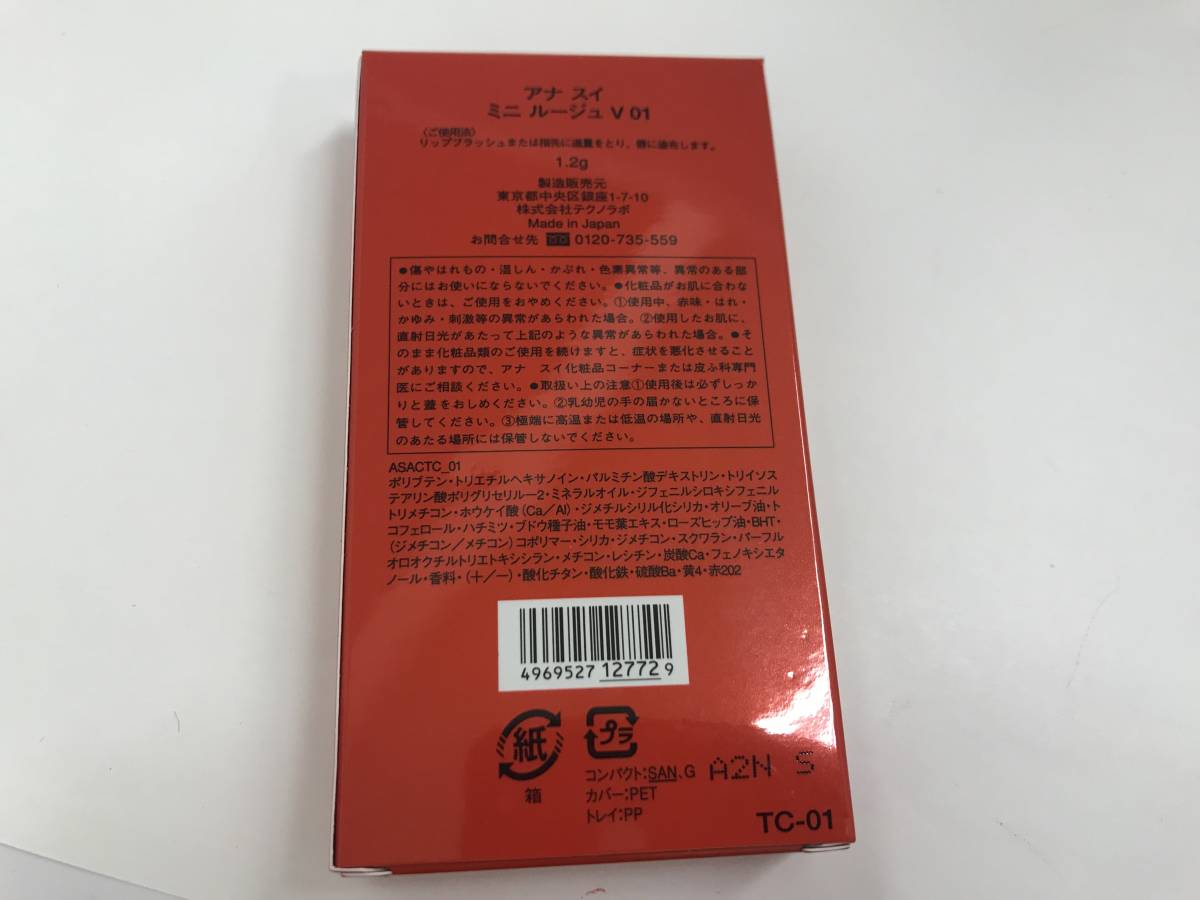 アナ スイ
ミニ ルージュ V 01
〈ご使用法〉
リップブラッシュまたは指先に適量をとり、唇に塗布します。
1.2g
製造販売元
東京都中央区銀座1-7-10
株式会社テクノラボ
Made in Japan
お問合せ先 0120-735-559
●傷やはれもの・湿しん・かぶれ・色素異常等、異常のある部
分にはお使いにならないでください。●化粧品がお肌に合わな
いときは、ご使用をおやめください。①使用中、赤味・はれ・
かゆみ・刺激等の異常があらわれた場合。②使用したお肌に、
直射日光があたって上記のような異常があらわれた場合。●そ
のまま化粧品類のご使用を続けますと、症状を悪化させること
がありますので、アナ スイ化粧品コーナーまたは皮ふ科専門
医にご相談ください。●取扱い上の注意①使用後は必ずしっか
りと蓋をおしめください。②乳幼児の手の届かないところに保
管してください。③極端に高温または低温の場所や、直射日光
のあたる場所には保管しないでください。
ASACTC_01
ポリブテン・トリエチルヘキサノイン・パルミチン酸デキストリン・トリイソス
テアリン酸ポリグリセリル-2・ミネラルオイル・ジフェニルシロキシフェニル
トリメチコン・ホウケイ酸(Ca/Al)・ジメチルシリル化シリカ・オリーブ油・ト
コフェロール・ハチミツ・ブドウ種子油・モモ葉エキス・ローズヒップ油・BHT・
(ジメチコン/メチコン)コポリマー・シリカ・ジメチコン・スクワラン・パーフル
オロオクチルトリエトキシシラン・メチコン・レシチン・炭酸Ca・フェノキシエタ
ノール・香料・(+/-)・酸化チタン・酸化鉄・硫酸Ba・黄4・赤202
4969527 127729
紙
箱
プラ
コンパクト:SAN、G
カバー:PET
トレイ:PP
A2N S
TC-01